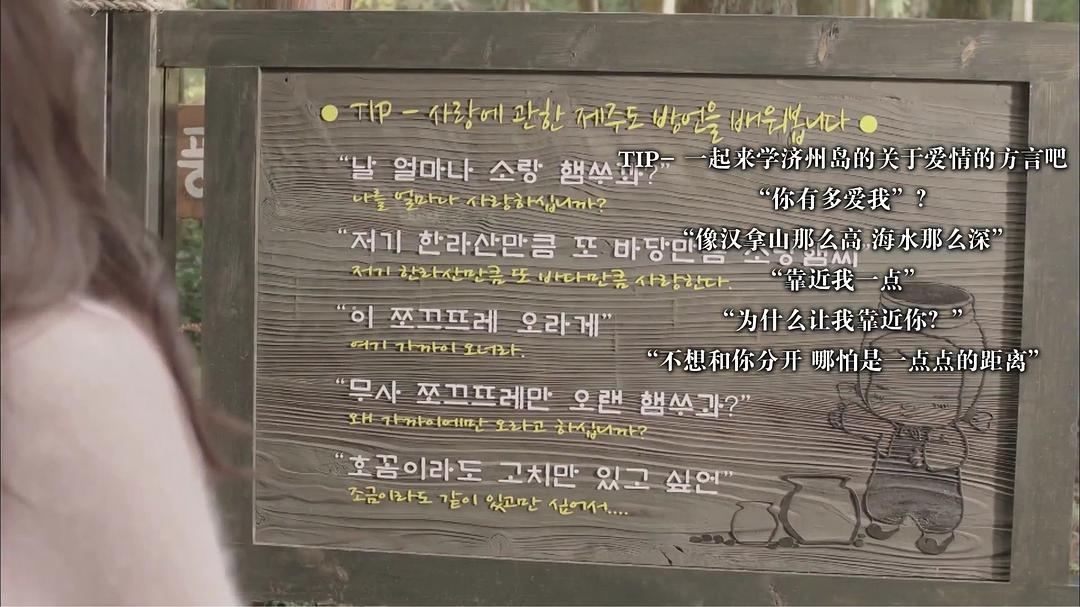 ● TIP - 사랑에 관한 제주도 방언을 배워봅니다 ●
"날 얼마나 소랑 햄쑤과?"
나를 얼마나 사랑하십니까?
"저기 한라산만큼 또 바당만큼 소랑햄찌
저기 한라산만큼 또 바다만큼 사랑한다.
"이 쪼끄뜨레 오라게"
여기 가까이 오너라.
"무사 쪼끄뜨레만 오랜 햄쑤과?"
왜 가까이에만 오라고 하십니까?
"호꼼이라도 고치만 있고 싶언"
조금이라도 같이 있고만 싶어서....
TIP- 一起来学济州岛的关于爱情的方言吧
“你有多爱我”？
“像汉拿山那么高 海水那么深”
“靠近我一点”
“为什么让我靠近你？”
“不想和你分开 哪怕是一点点的距离”